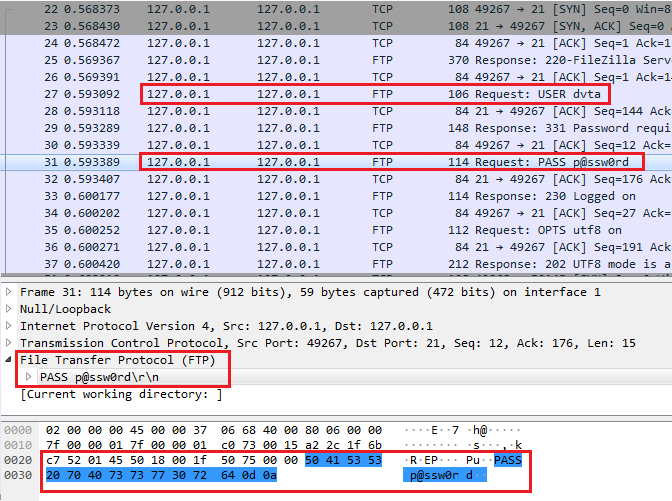 22 0.568373 127.0.0.1 127.0.0.1 TCP 108 49267 → 21 [SYN] Seq=0 Win=8
23 0.568430 127.0.0.1 127.0.0.1 TCP 108 21 → 49267 [SYN, ACK] Seq=0
24 0.568472 127.0.0.1 127.0.0.1 TCP 84 49267 → 21 [ACK] Seq=1 Ack=1
25 0.569367 127.0.0.1 127.0.0.1 FTP 370 Response: 220-FileZilla Serve
26 0.569391 127.0.0.1 127.0.0.1 TCP 84 49267 → 21 [ACK] Seq=1 Ack=14
27 0.593092 127.0.0.1 127.0.0.1 FTP 106 Request: USER dvta
28 0.593118 127.0.0.1 127.0.0.1 TCP 84 21 → 49267 [ACK] Seq=144 Ack
29 0.593289 127.0.0.1 127.0.0.1 FTP 148 Response: 331 Password requi
30 0.593339 127.0.0.1 127.0.0.1 TCP 84 49267 → 21 [ACK] Seq=12 Ack=
31 0.593389 127.0.0.1 127.0.0.1 FTP 114 Request: PASS p@ssw0rd
32 0.593407 127.0.0.1 127.0.0.1 TCP 84 21 → 49267 [ACK] Seq=176 Ack
33 0.600177 127.0.0.1 127.0.0.1 FTP 114 Response: 230 Logged on
34 0.600202 127.0.0.1 127.0.0.1 TCP 84 49267 → 21 [ACK] Seq=27 Ack=
35 0.600252 127.0.0.1 127.0.0.1 FTP 112 Request: OPTS utf8 on
36 0.600271 127.0.0.1 127.0.0.1 TCP 84 21 → 49267 [ACK] Seq=191 Ack
37 0.600420 127.0.0.1 127.0.0.1 FTP 212 Response: 202 UTF8 mode is a
Frame 31: 114 bytes on wire (912 bits), 59 bytes captured (472 bits) on interface 1
Null/Loopback
Internet Protocol Version 4, Src: 127.0.0.1, Dst: 127.0.0.1
Transmission Control Protocol, Src Port: 49267, Dst Port: 21, Seq: 12, Ack: 176, Len: 15
File Transfer Protocol (FTP)
PASS p@ssw0rd\r\n
[Current working directory: ]
0000 02 00 00 00 45 00 00 37 06 68 40 00 80 06 00 00 ····E··7 ·h@·····
0010 7f 00 00 01 7f 00 00 01 c0 73 00 15 a2 2c 1f 6b ········ ·s···,·k
0020 c7 52 01 45 50 18 00 1f 50 75 00 00 50 41 53 53 ·R·EP··· Pu··PASS
0030 20 70 40 73 73 77 30 72 64 0d 0a p@ssw0r d··